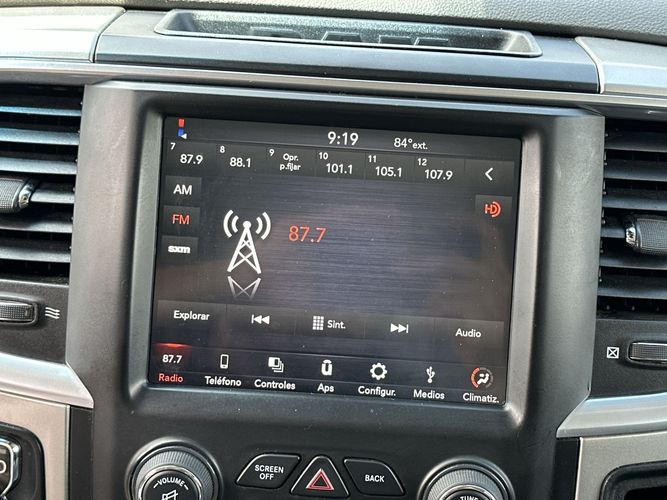 9:19 84°ext.
7 87.9 8 88.1 9 Opr. p.fijar 10 101.1 11 105.1 12 107.9
AM
HD
FM
87.7
sxm
Explorar Sint. Audio
87.7
Radio Teléfono Controles Aps Configur. Medios Climatiz.
VOLUME SCREEN OFF BACK TUNE